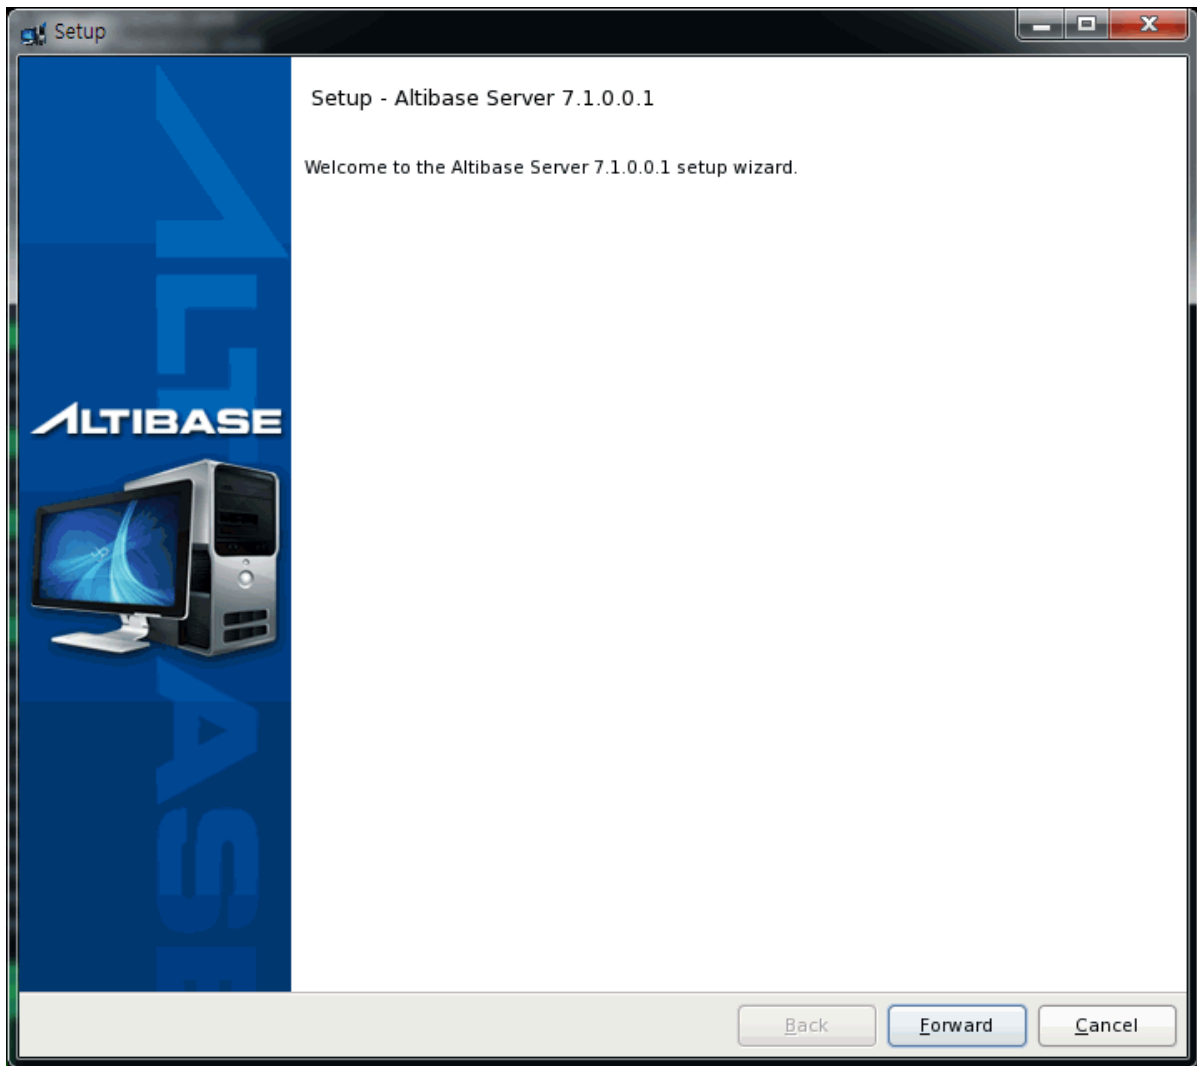 Setup
Setup - Altibase Server 7.1.0.0.1
Welcome to the Altibase Server 7.1.0.0.1 setup wizard.
ALTIBASE
ALTIBASE
Back
Forward
Cancel